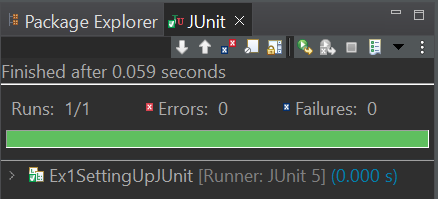 Package Explorer JUnit
Finished after 0.059 seconds
Runs: 1/1 Errors: 0 Failures: 0
Ex1SettingUpJUnit [Runner: JUnit 5] (0.000 s)